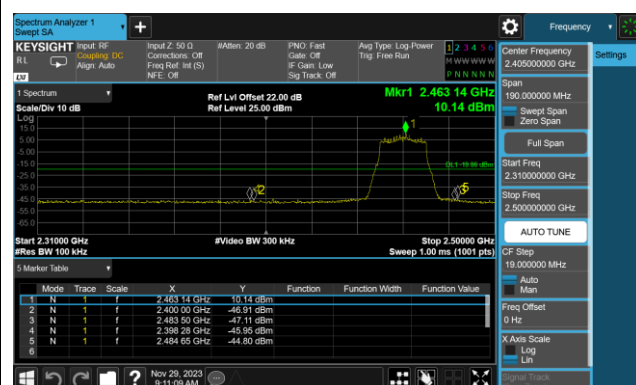 Spectrum Analyzer 1
Swept SA
Frequency
KEYSIGHT
Input: RF
Input Z: 50 Ω
#Atten: 20 dB
PNO: Fast
Avg Type: Log-Power
1 2 3 4 5 6
R L
Coupling: DC
Corrections: Off
Gate: Off
Trig: Free Run
M W W W W W
Align: Auto
Freq Ref: Int (S)
IF Gain: Low
NFE: Off
Sig Track: Off
P N N N N N
Settings
Center Frequency
2.405000000 GHz
Span
190.000000 MHz
Swept Span
Zero Span
Full Span
Start Freq
2.310000000 GHz
Stop Freq
2.500000000 GHz
AUTO TUNE
CF Step
19.000000 MHz
Auto
Man
Freq Offset
0 Hz
X Axis Scale
Log
Lin
Signal Track
1 Spectrum
Ref Lvl Offset 22.00 dB
Mkr1 2.463 14 GHz
Scale/Div 10 dB
Ref Level 25.00 dBm
10.14 dBm
Log
15.0
5.00
-5.00
-15.0
-25.0
-35.0
-45.0
-55.0
-65.0
1
DL1 -19.86 dBm
2
5
Start 2.31000 GHz
#Video BW 300 kHz
Stop 2.50000 GHz
#Res BW 100 kHz
Sweep 1.00 ms (1001 pts)
5 Marker Table
Mode Trace Scale X Y Function Function Width Function Value
1 N 1 f 2.463 14 GHz 10.14 dBm
2 N 1 f 2.400 00 GHz -46.91 dBm
3 N 1 f 2.483 50 GHz -47.11 dBm
4 N 1 f 2.398 28 GHz -45.95 dBm
5 N 1 f 2.484 65 GHz -44.80 dBm
6
?
Nov 29, 2023
9:11:09 AM